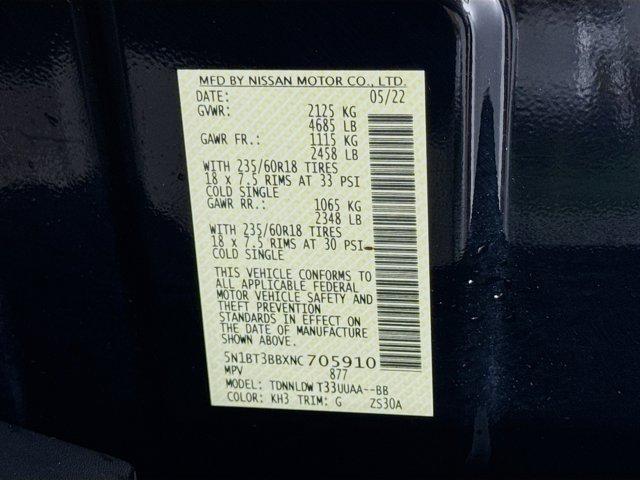 MFD BY NISSAN MOTOR CO., LTD.
DATE: 05/22
GVWR: 2125 KG
4685 LB
GAWR FR.: 1115 KG
2458 LB
WITH 235/60R18 TIRES
18 x 7.5 RIMS AT 33 PSI
COLD SINGLE
GAWR RR.: 1065 KG
2348 LB
WITH 235/60R18 TIRES
18 x 7.5 RIMS AT 30 PSI
COLD SINGLE
THIS VEHICLE CONFORMS TO
ALL APPLICABLE FEDERAL
MOTOR VEHICLE SAFETY AND
THEFT PREVENTION
STANDARDS IN EFFECT ON
THE DATE OF MANUFACTURE
SHOWN ABOVE.
5N1BT3BBXNC705910
MPV 877
MODEL: TDNNLDW T33UUAA--BB
COLOR: KH3 TRIM: G ZS30A